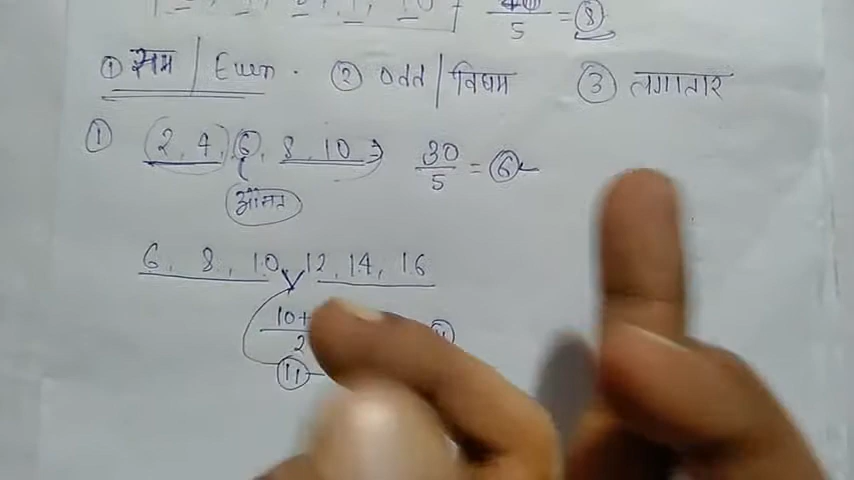 5 = 8
① सम / Even . ② odd / विषम ③ लगातार
① (2, 4, 6, 8, 10) 30/5 = 6
औसत
6, 8, 10, 12, 14, 16
10+
2
11